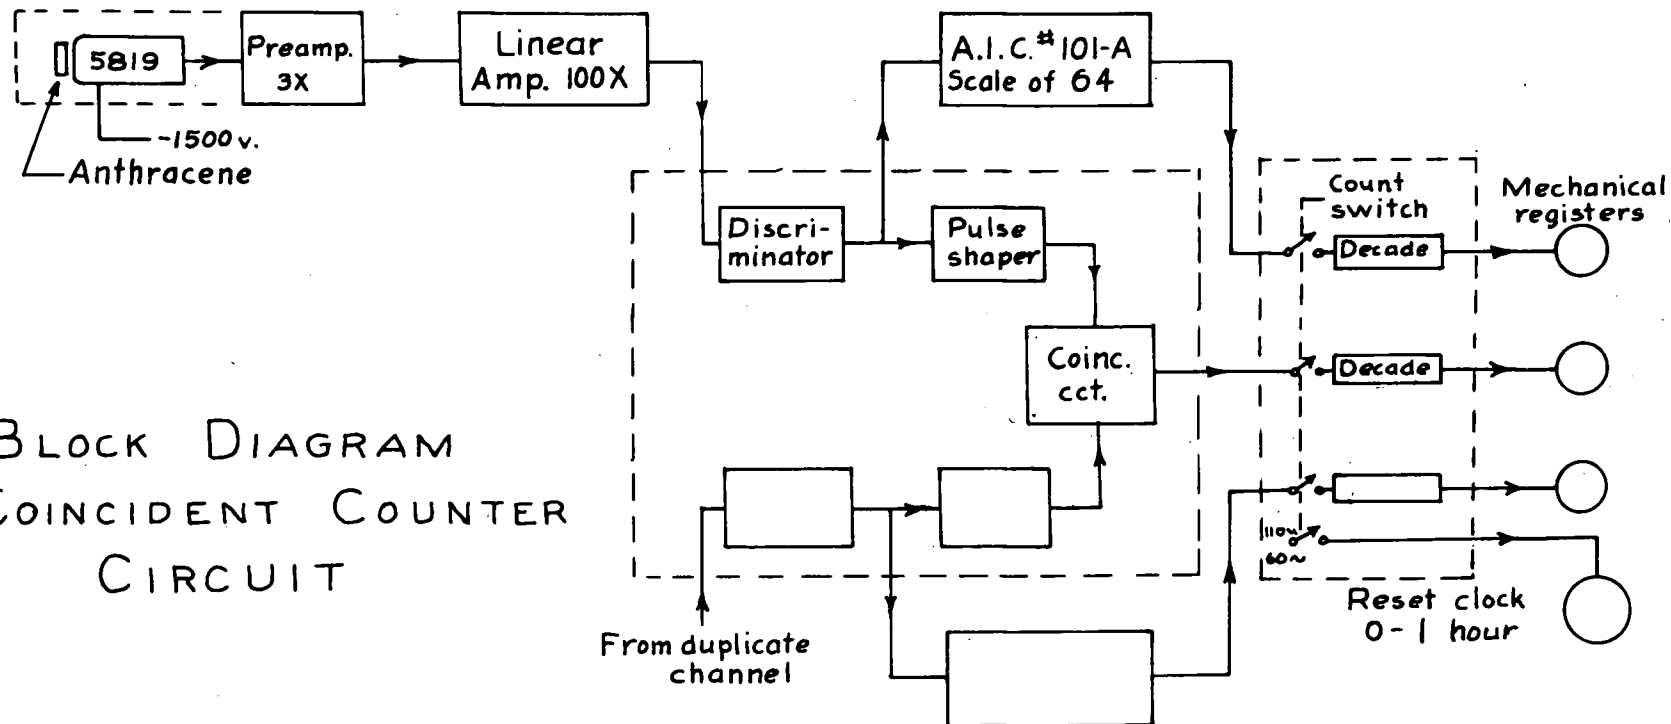 5819
Preamp.
3X
Linear
Amp. 100X
A.I.C.# 101-A
Scale of 64
-1500 v.
Anthracene
Discri-
minator
Pulse
shaper
Count
switch
Mechanical
registers
Decade
Coinc.
cct.
Decade
BLOCK DIAGRAM
COINCIDENT COUNTER
CIRCUIT
110v
60~
From duplicate
channel
Reset clock
0-1 hour